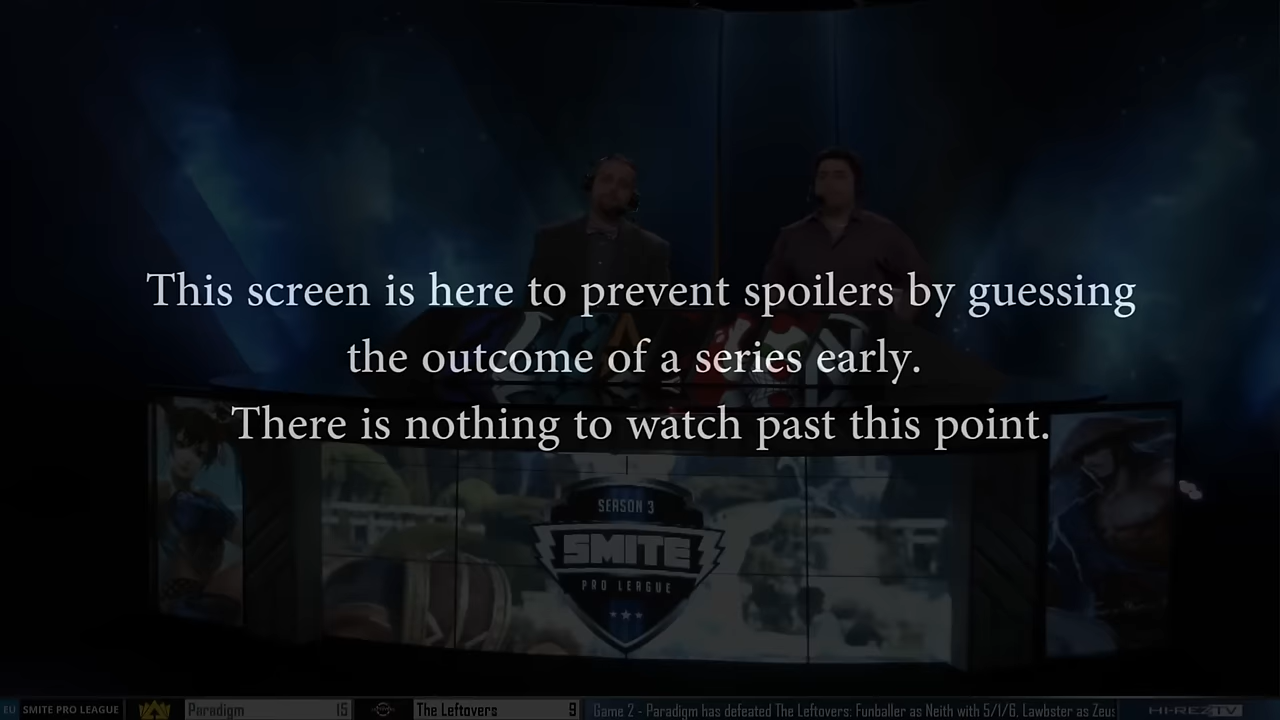 This screen is here to prevent spoilers by guessing
the outcome of a series early.
There is nothing to watch past this point.
SEASON 3
SMITE
PRO LEAGUE
EU SMITE PRO LEAGUE Paradigm 15 The Leftovers 9 Game 2 - Paradigm has defeated The Leftovers: Funballer as Neith with 5/1/6, Lawbster as Zeus HI-REZ TV